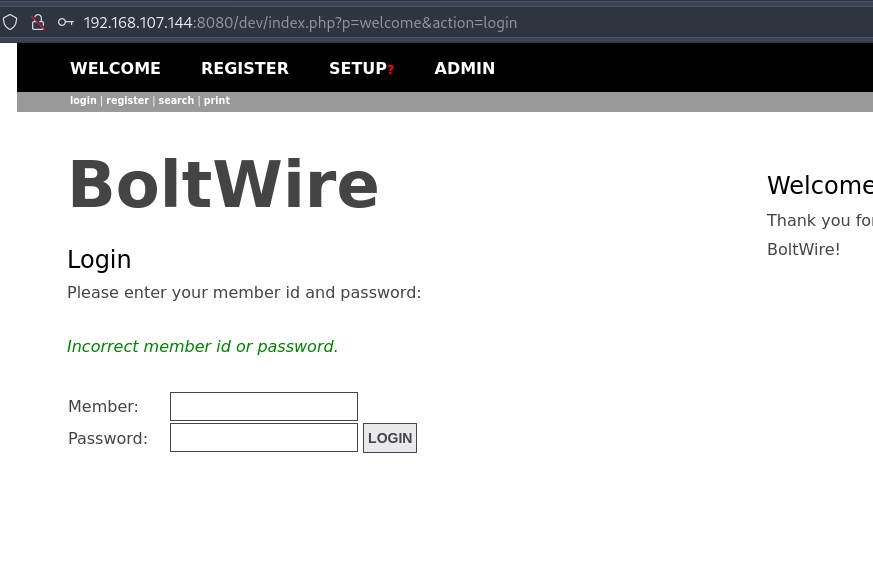 192.168.107.144:8080/dev/index.php?p=welcome&action=login
WELCOME REGISTER SETUP? ADMIN
login | register | search | print
BoltWire
Login
Please enter your member id and password:
Incorrect member id or password.
Member:
Password: LOGIN
Welcome
Thank you for
BoltWire!